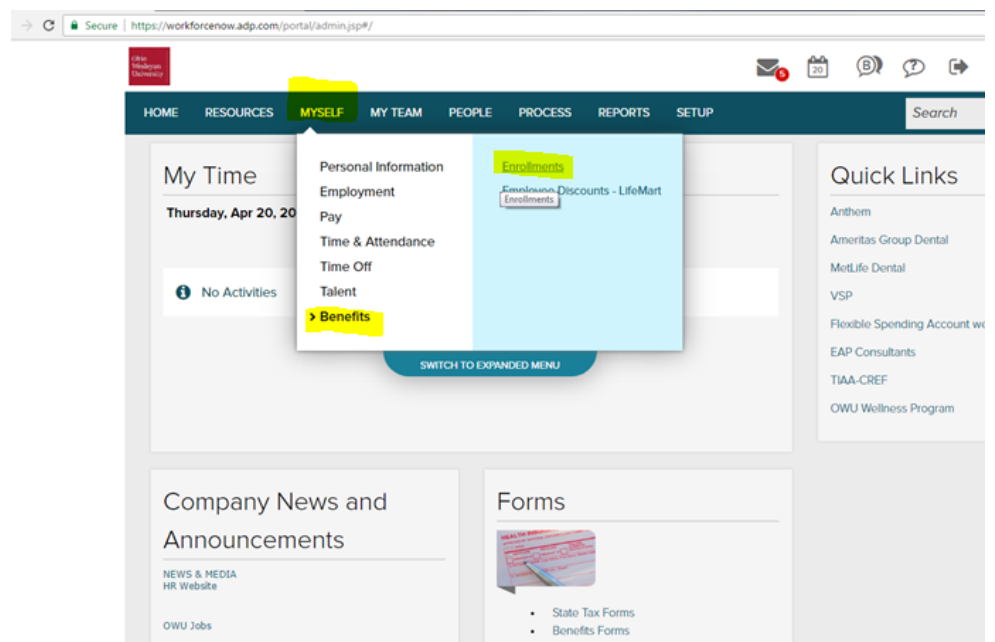 Secure | https://workforcenow.adp.com/portal/admin.jsp#/
Ohio
Wesleyan
University
5
20
B
?
HOME RESOURCES MYSELF MY TEAM PEOPLE PROCESS REPORTS SETUP
Search
Personal Information
Employment
Pay
Time & Attendance
Time Off
Talent
> Benefits
Enrollments
Employee Discounts - LifeMart
Enrollments
SWITCH TO EXPANDED MENU
My Time
Thursday, Apr 20, 20
No Activities
Quick Links
Anthem
Ameritas Group Dental
MetLife Dental
VSP
Flexible Spending Account we
EAP Consultants
TIAA-CREF
OWU Wellness Program
Company News and
Announcements
NEWS & MEDIA
HR Website
OWU Jobs
Forms
• State Tax Forms
• Benefits Forms